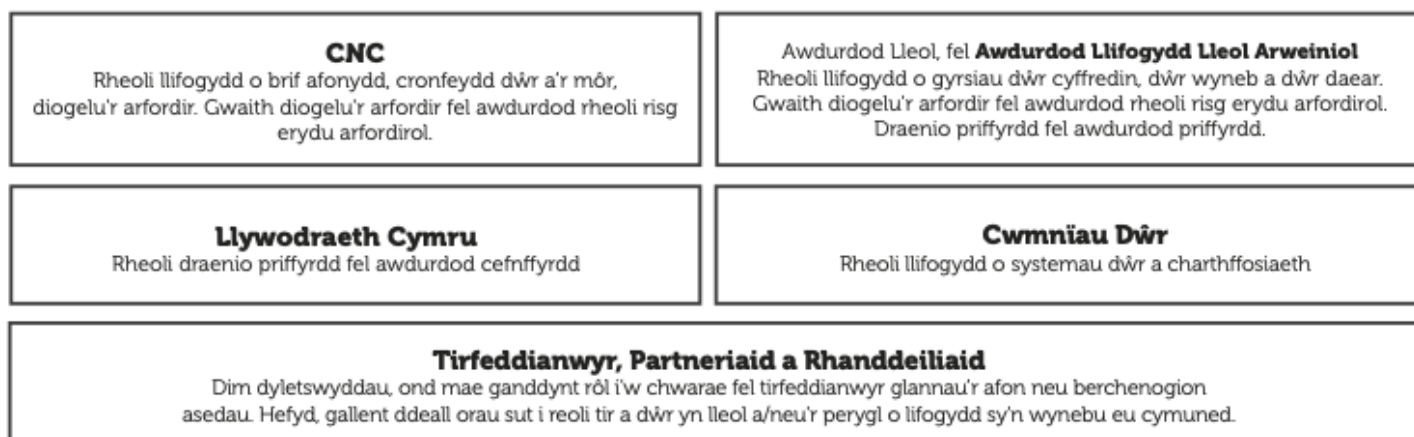 CNC
Rheoli llifogydd o brif afonydd, cronfeydd dŵr a'r môr,
diogelu'r arfordir. Gwaith diogelu'r arfordir fel awdurdod rheoli risg
erydu arfordirol.
Awdurdod Lleol, fel Awdurdod Llifogydd Lleol Arweiniol
Rheoli llifogydd o gyrsiau dŵr cyffredin, dŵr wyneb a dŵr daear.
Gwaith diogelu'r arfordir fel awdurdod rheoli risg erydu arfordirol.
Draenio priffyrdd fel awdurdod priffyrdd.
Llywodraeth Cymru
Rheoli draenio priffyrdd fel awdurdod cefnffyrdd
Cwmnïau Dŵr
Rheoli llifogydd o systemau dŵr a charthffosiaeth
Tirfeddianwyr, Partneriaid a Rhanddeiliaid
Dim dyletswyddau, ond mae ganddynt rôl i'w chwarae fel tirfeddianwyr glannau'r afon neu berchenogion
asedau. Hefyd, gallent ddeall orau sut i reoli tir a dŵr yn lleol a/neu'r perygl o lifogydd sy'n wynebu eu cymuned.